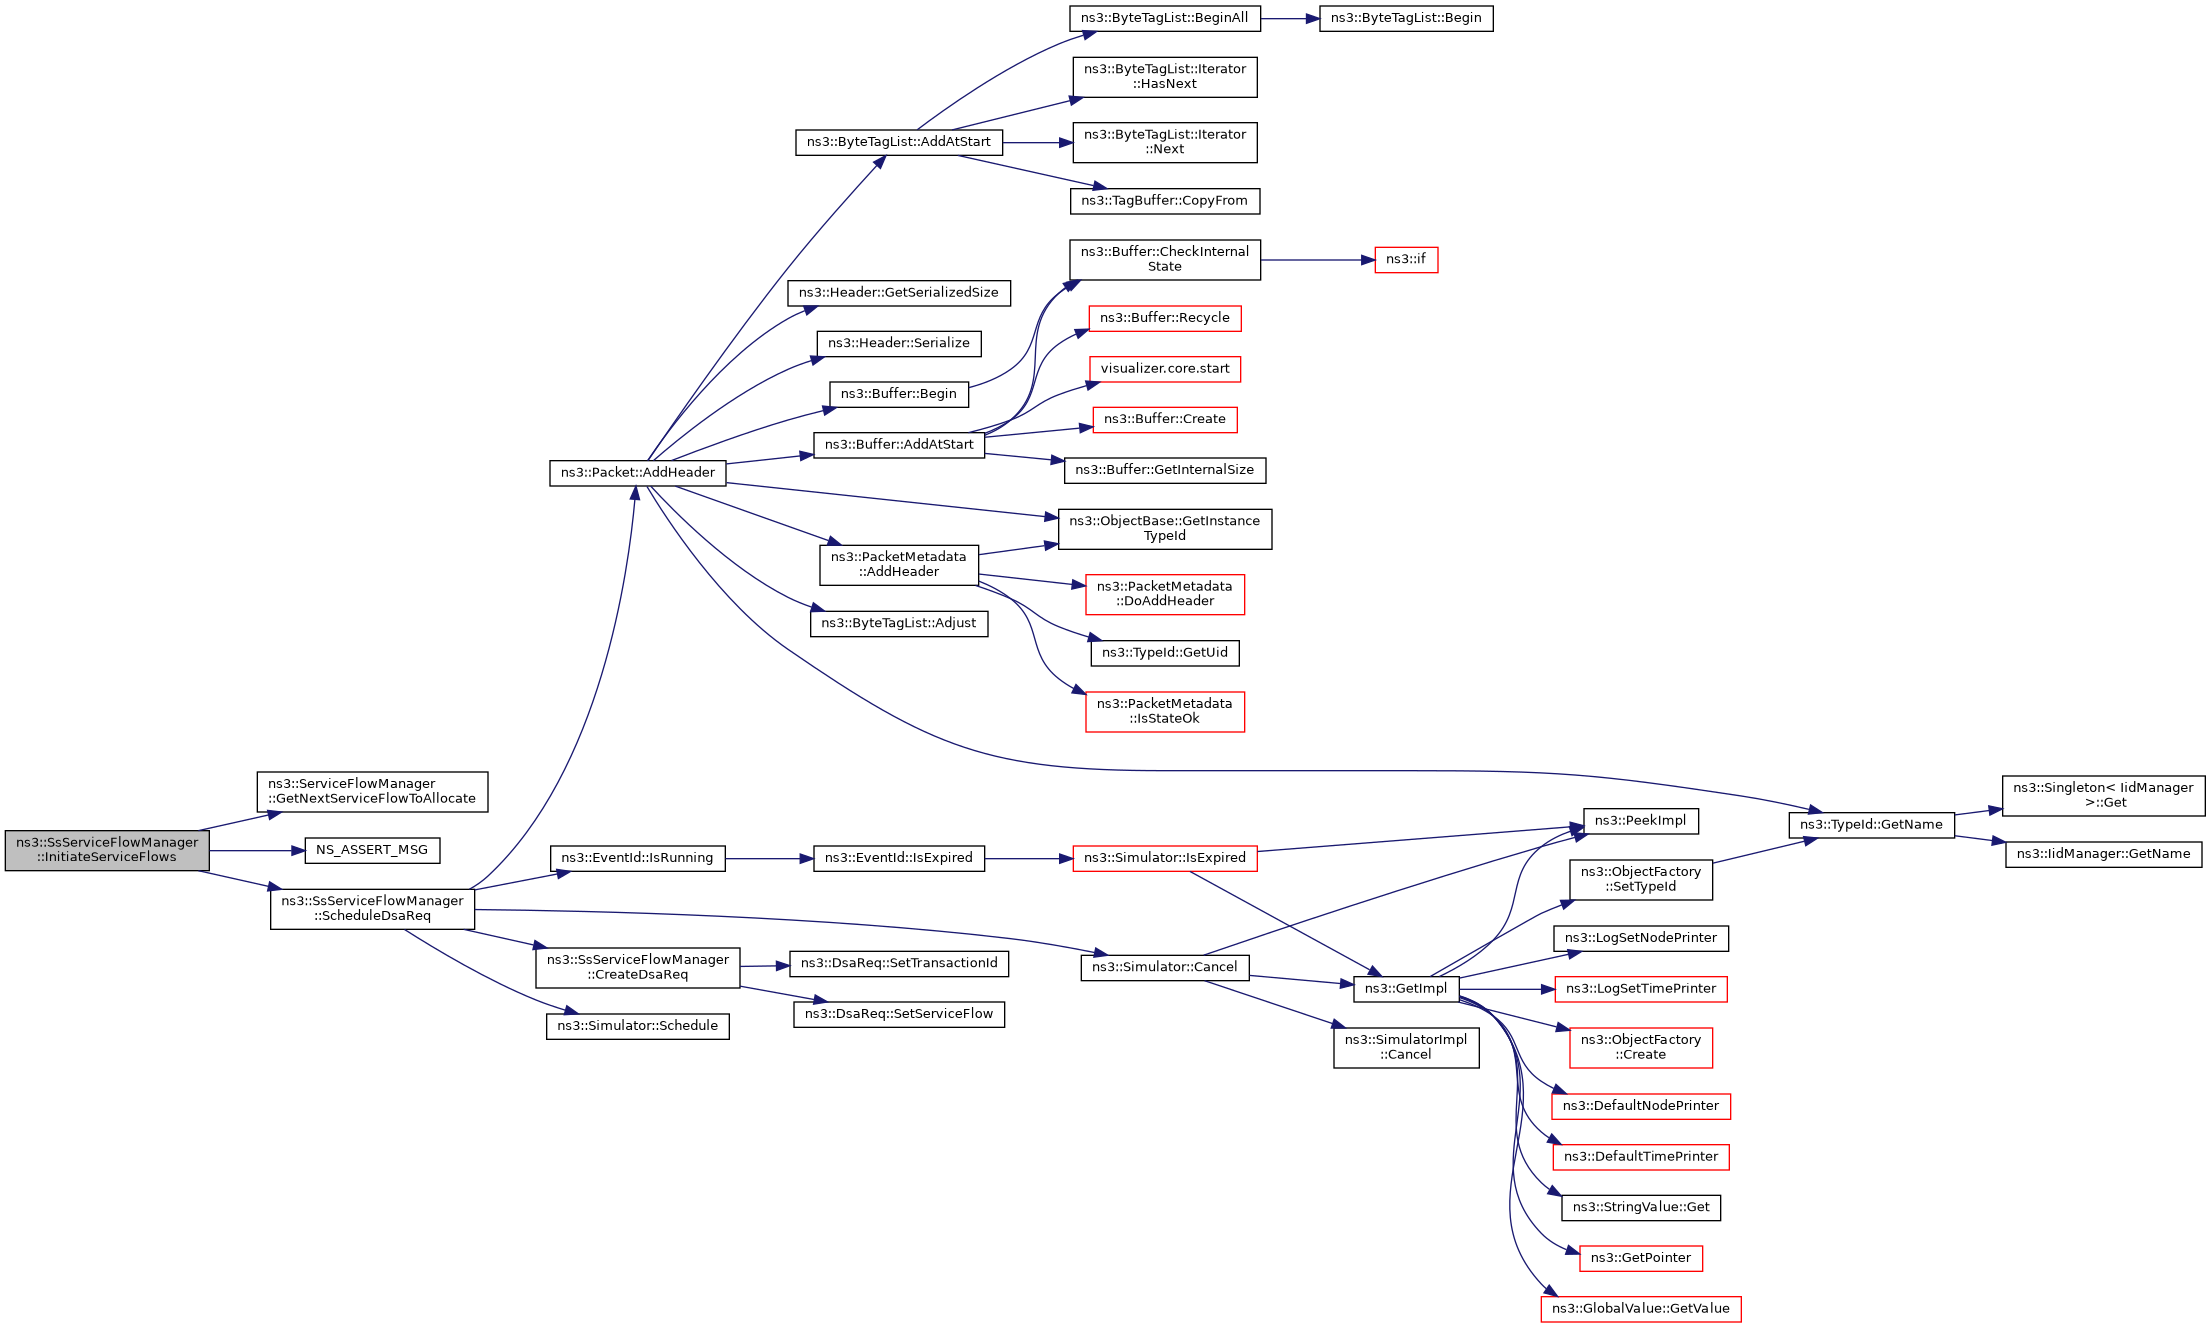 ns3::ByteTagList::BeginAll
ns3::ByteTagList::Begin
ns3::ByteTagList::Iterator
::HasNext
ns3::ByteTagList::AddAtStart
ns3::ByteTagList::Iterator
::Next
ns3::TagBuffer::CopyFrom
ns3::Buffer::CheckInternal
State
ns3::if
ns3::Header::GetSerializedSize
ns3::Buffer::Recycle
ns3::Header::Serialize
visualizer.core.start
ns3::Buffer::Begin
ns3::Buffer::Create
ns3::Buffer::AddAtStart
ns3::Buffer::GetInternalSize
ns3::Packet::AddHeader
ns3::ObjectBase::GetInstance
TypeId
ns3::PacketMetadata
::AddHeader
ns3::PacketMetadata
::DoAddHeader
ns3::ByteTagList::Adjust
ns3::TypeId::GetUid
ns3::PacketMetadata
::IsStateOk
ns3::ServiceFlowManager
::GetNextServiceFlowToAllocate
ns3::Singleton< IidManager
>::Get
ns3::PeekImpl
ns3::TypeId::GetName
ns3::SsServiceFlowManager
::InitiateServiceFlows
NS_ASSERT_MSG
ns3::EventId::IsRunning
ns3::EventId::IsExpired
ns3::Simulator::IsExpired
ns3::IidManager::GetName
ns3::ObjectFactory
::SetTypeId
ns3::SsServiceFlowManager
::ScheduleDsaReq
ns3::LogSetNodePrinter
ns3::SsServiceFlowManager
::CreateDsaReq
ns3::DsaReq::SetTransactionId
ns3::Simulator::Cancel
ns3::GetImpl
ns3::LogSetTimePrinter
ns3::DsaReq::SetServiceFlow
ns3::Simulator::Schedule
ns3::SimulatorImpl
::Cancel
ns3::ObjectFactory
::Create
ns3::DefaultNodePrinter
ns3::DefaultTimePrinter
ns3::StringValue::Get
ns3::GetPointer
ns3::GlobalValue::GetValue